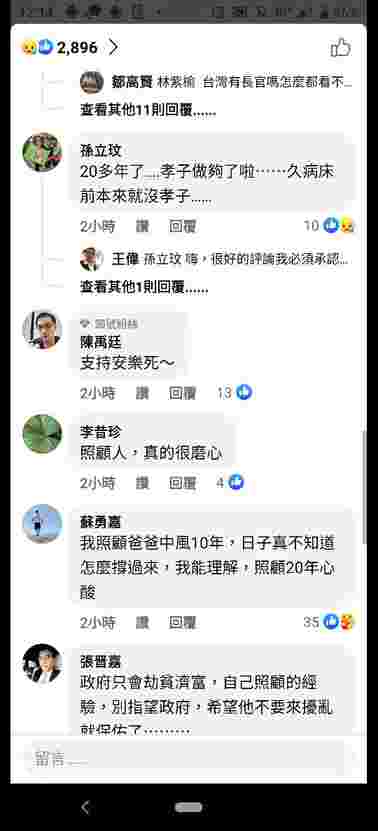 12:14
2,896
鄒高賢 林紫榆 台灣有長官嗎怎麼都看不...
查看其他11則回覆......
孫立玟
20多年了....孝子做夠了啦⋯⋯久病床
前本來就沒孝子......
2小時 讚 回覆 10
王偉 孫立玟 嗨，很好的評論我必須承認...
查看其他1則回覆......
頭號粉絲
陳禹廷
支持安樂死～
2小時 讚 回覆 13
李昔珍
照顧人，真的很磨心
2小時 讚 回覆 4
蘇勇嘉
我照顧爸爸中風10年，日子真不知道
怎麼撐過來，我能理解，照顧20年心
酸
2小時 讚 回覆 35
張晉嘉
政府只會劫貧濟富，自己照顧的經
驗，別指望政府，希望他不要來擾亂
就保佑了⋯⋯⋯
留言......